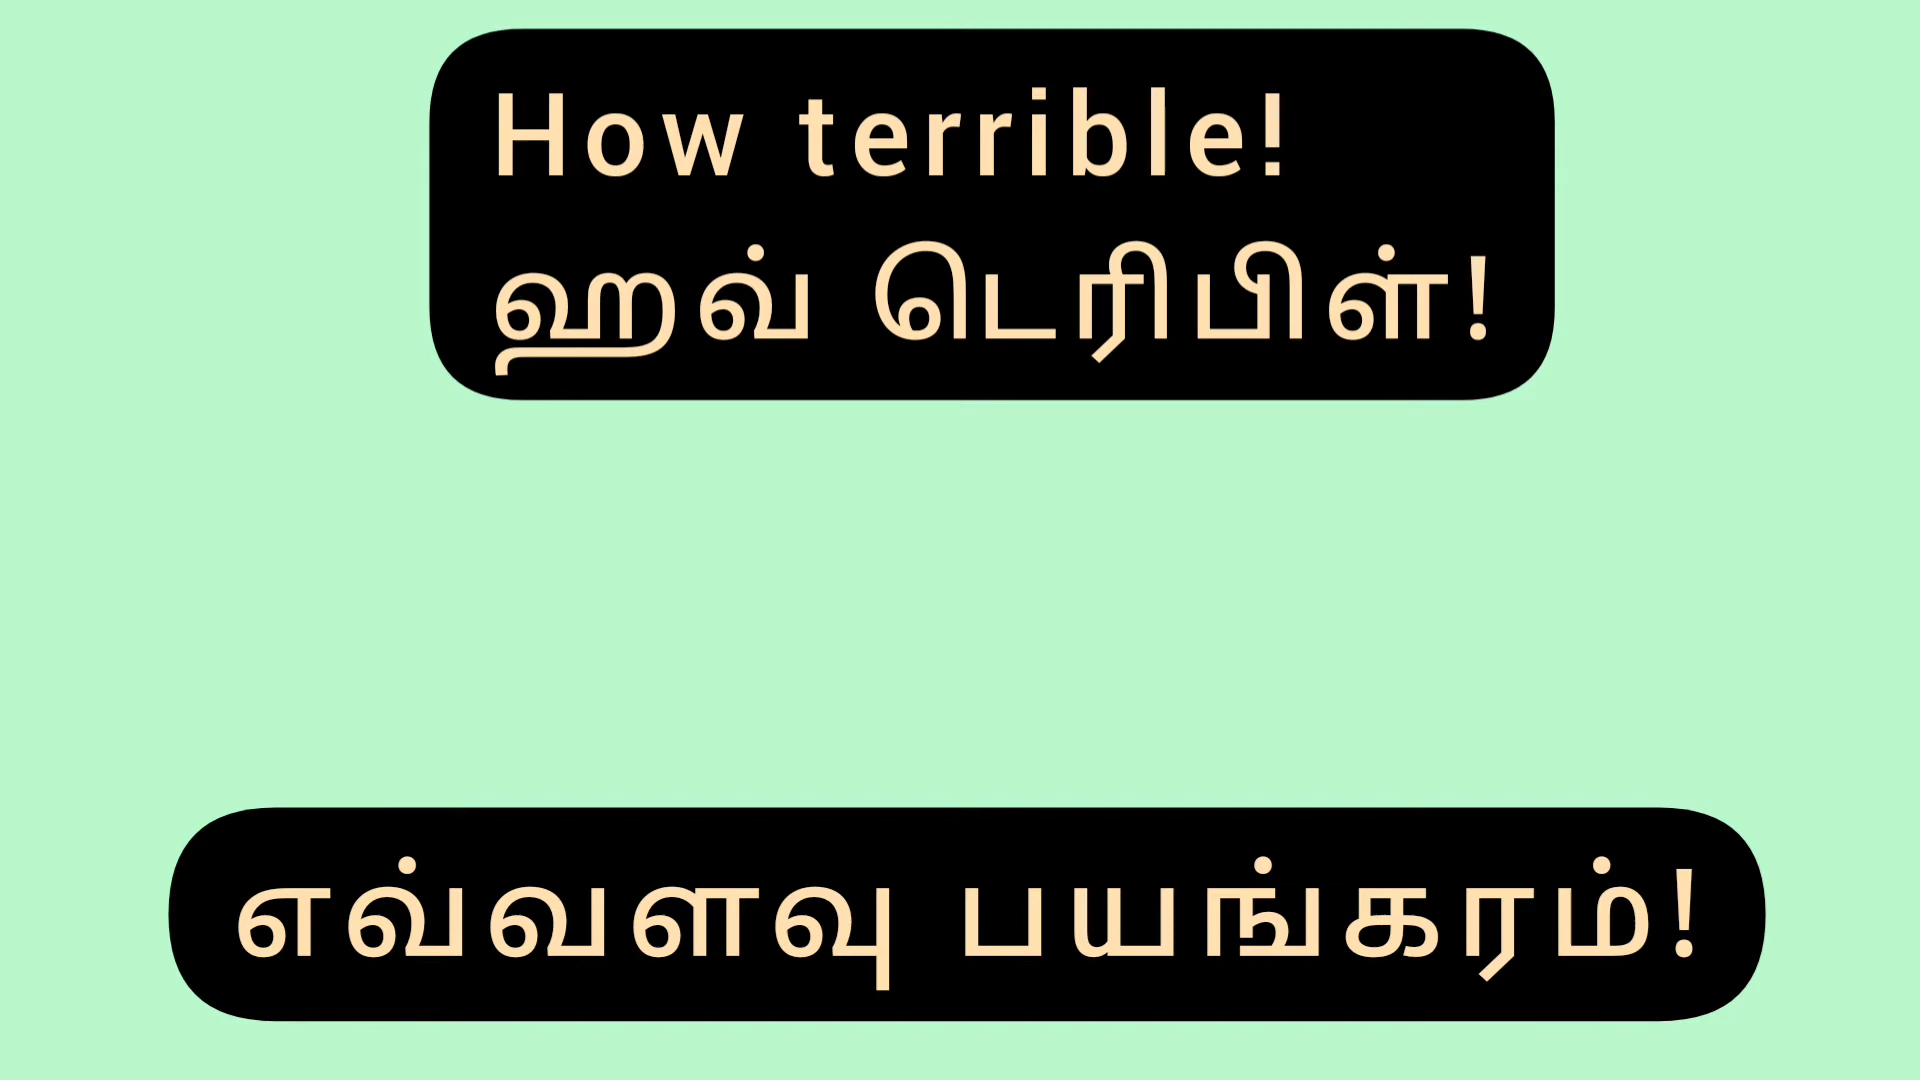 How terrible!
ஹவ் டெரிபிள்!
எவ்வளவு பயங்கரம்!